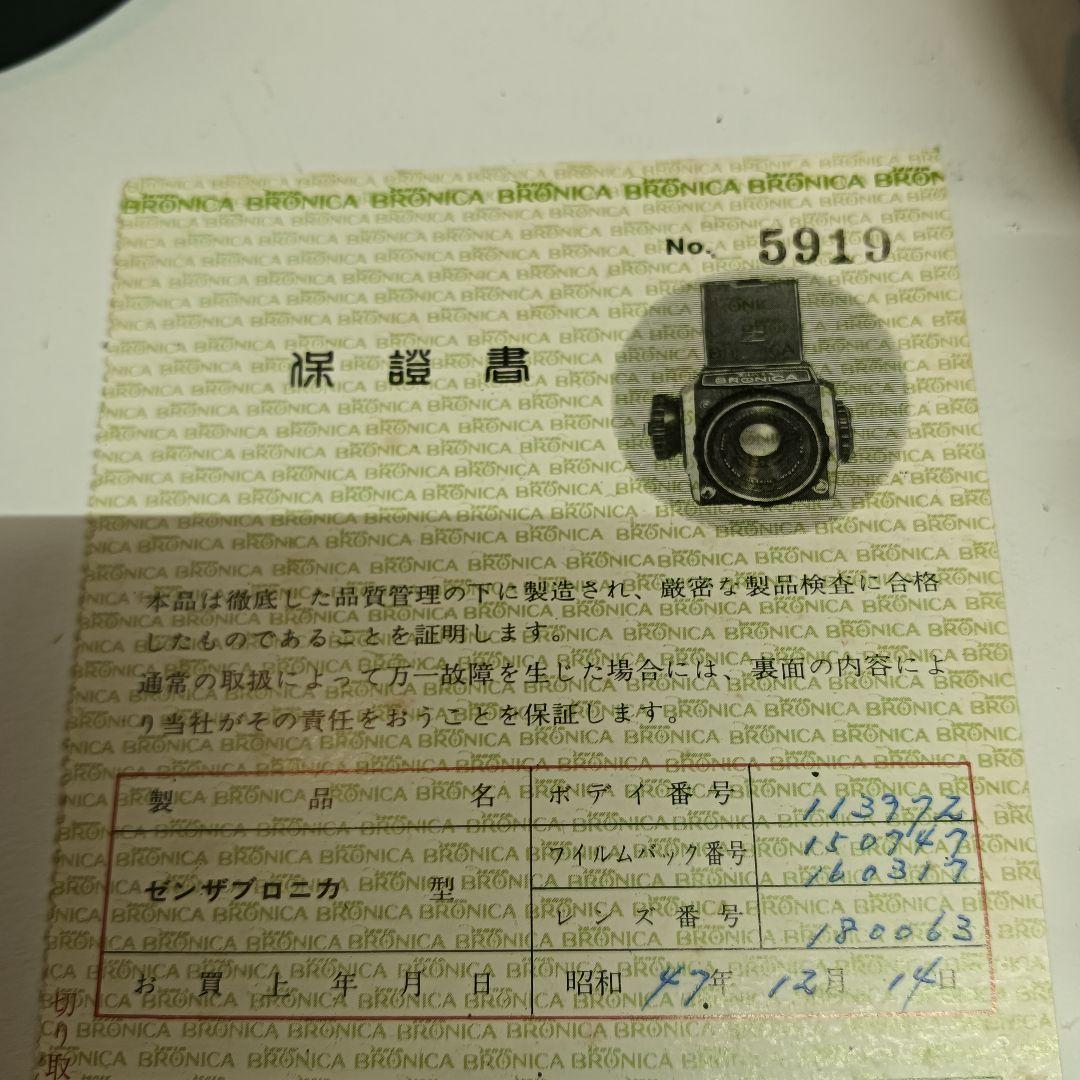 BRONICA BRONICA BRONICA BRONICA BRONICA BRONICA BRON
No. 5919
保證書
BRONICA
本品は徹底した品質管理の下に製造され、厳密な製品検査に合格
したものであることを証明します。
通常の取扱によって万一故障を生じた場合には、裏面の内容によ
り当社がその責任をおうことを保証します。
製品名
ボデイ番号 113972
フイルムバック番号 150747
160317
ゼンザブロニカ 型
レンズ番号 180063
お買上年月日 昭和47年12月14日
切り取